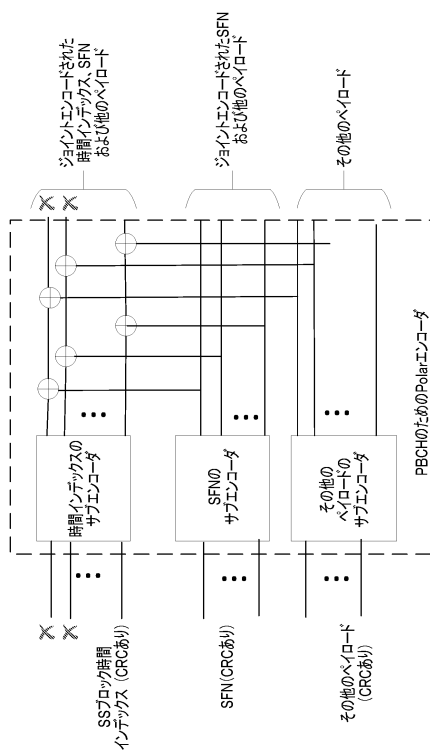 SSブロック時間
インデックス（CRCあり）
SFN（CRCあり）
その他のペイロード
（CRCあり）
時間インデックスの
サブエンコーダ
SFNの
サブエンコーダ
その他の
ペイロードの
サブエンコーダ
PBCHのためのPolarエンコーダ
ジョイントエンコードされた
時間インデックス、SFN
および他のペイロード
ジョイントエンコードされたSFN
および他のペイロード
その他のペイロード